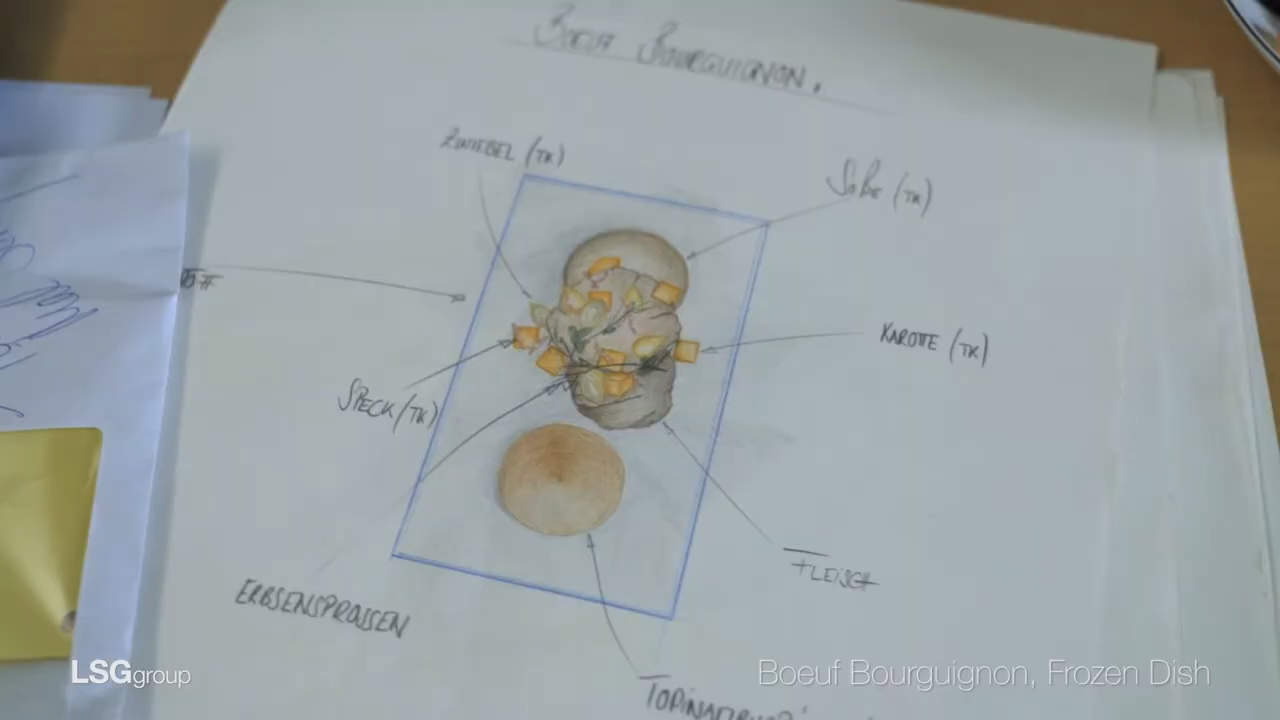 Boeuf Bourguignon.
Zwiebel (TK)
Soße (TK)
Karotte (TK)
Speck (TK)
Fleisch
Erbsensprossen
LSGgroup
Boeuf Bourguignon, Frozen Dish